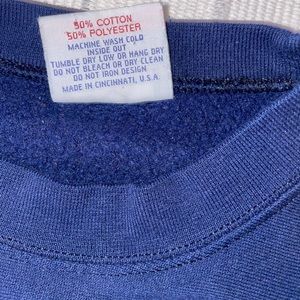 50% COTTON
50% POLYESTER
MACHINE WASH COLD
INSIDE OUT
TUMBLE DRY LOW OR HANG DRY
DO NOT BLEACH OR DRY CLEAN
DO NOT IRON DESIGN
MADE IN CINCINNATI, U.S.A.